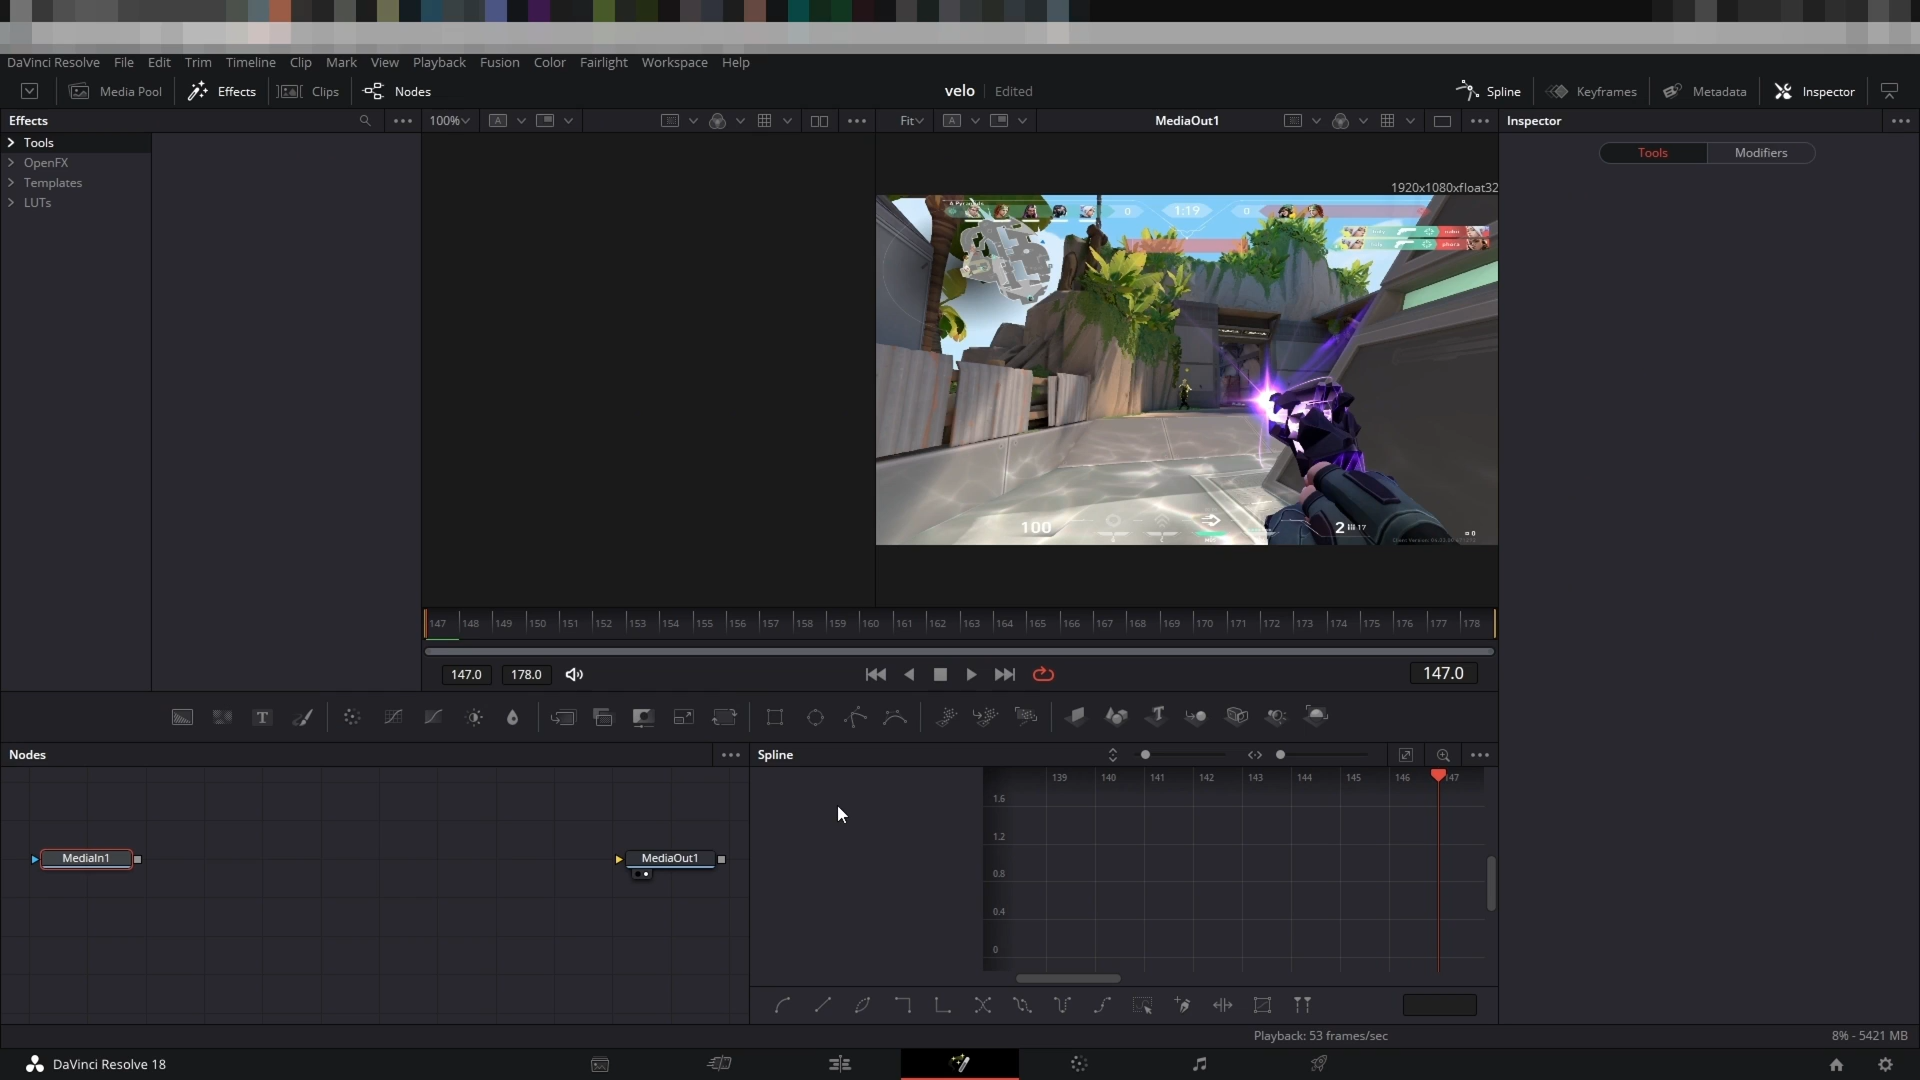 DaVinci Resolve File Edit Trim Timeline Clip Mark View Playback Fusion Color Fairlight Workspace Help
Media Pool Effects Clips Nodes velo Edited Spline Keyframes Metadata Inspector
Effects 100% A Fit A MediaOut1 Inspector
Tools
OpenFX
Templates
LUTs
Tools Modifiers
1920x1080xfloat32
0 1:19 0
100 2 17
147 148 149 150 151 152 153 154 155 156 157 158 159 160 161 162 163 164 165 166 167 168 169 170 171 172 173 174 175 176 177 178
147.0 178.0 147.0
T T
Nodes Spline
139 140 141 142 143 144 145 146 147
1.6
1.2
0.8
0.4
0
MediaIn1 MediaOut1
Playback: 53 frames/sec 8% - 5421 MB
DaVinci Resolve 18